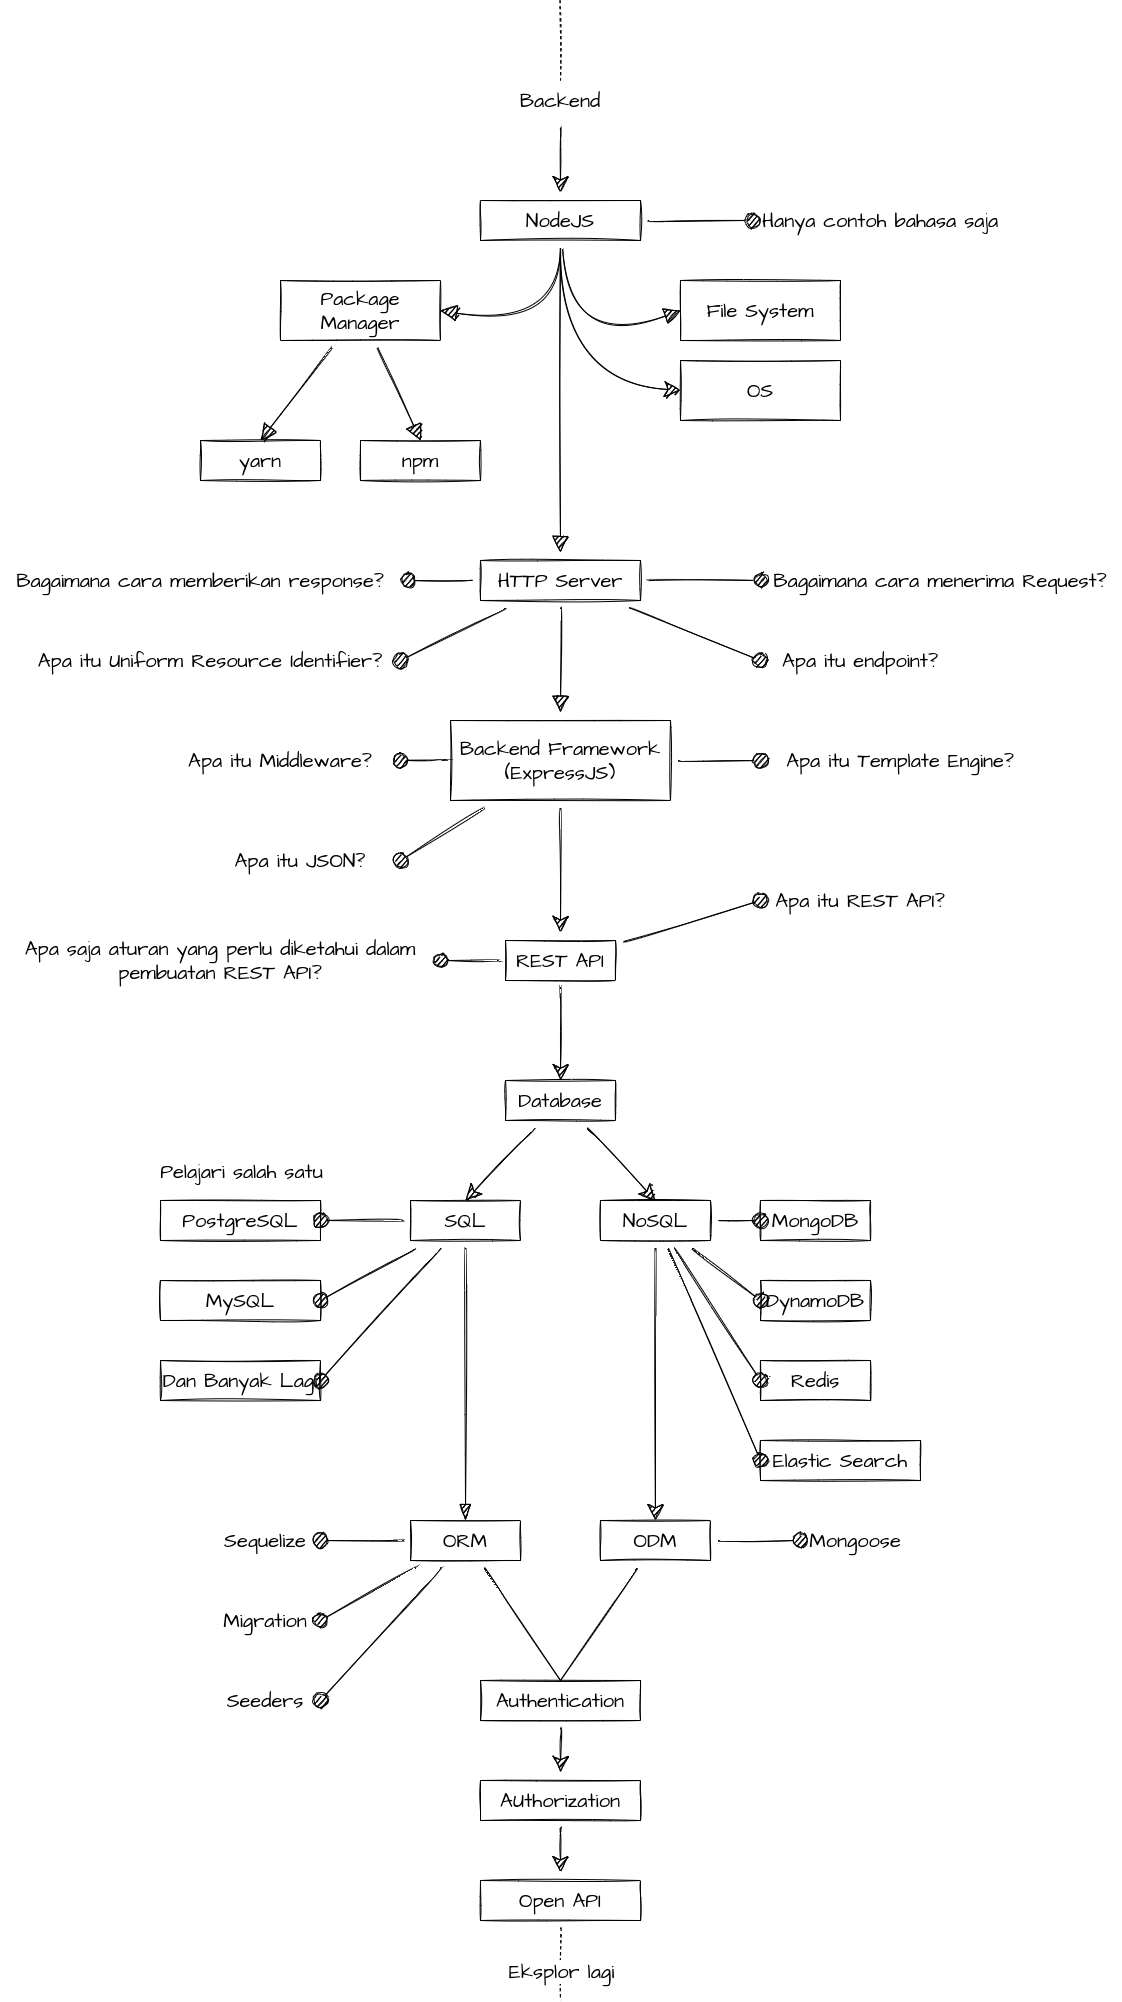 Backend
NodeJS
Hanya contoh bahasa saja
Package
Manager
File System
OS
yarn
npm
Bagaimana cara memberikan response?
HTTP Server
Bagaimana cara menerima Request?
Apa itu Uniform Resource Identifier?
Apa itu endpoint?
Apa itu Middleware?
Backend Framework
(ExpressJS)
Apa itu Template Engine?
Apa itu JSON?
Apa itu REST API?
Apa saja aturan yang perlu diketahui dalam
pembuatan REST API?
REST API
Database
Pelajari salah satu
PostgreSQL
SQL
NoSQL
MongoDB
MySQL
DynamoDB
Dan Banyak Lagi
Redis
Elastic Search
Sequelize
ORM
ODM
Mongoose
Migration
Seeders
Authentication
Authorization
Open API
Eksplor lagi